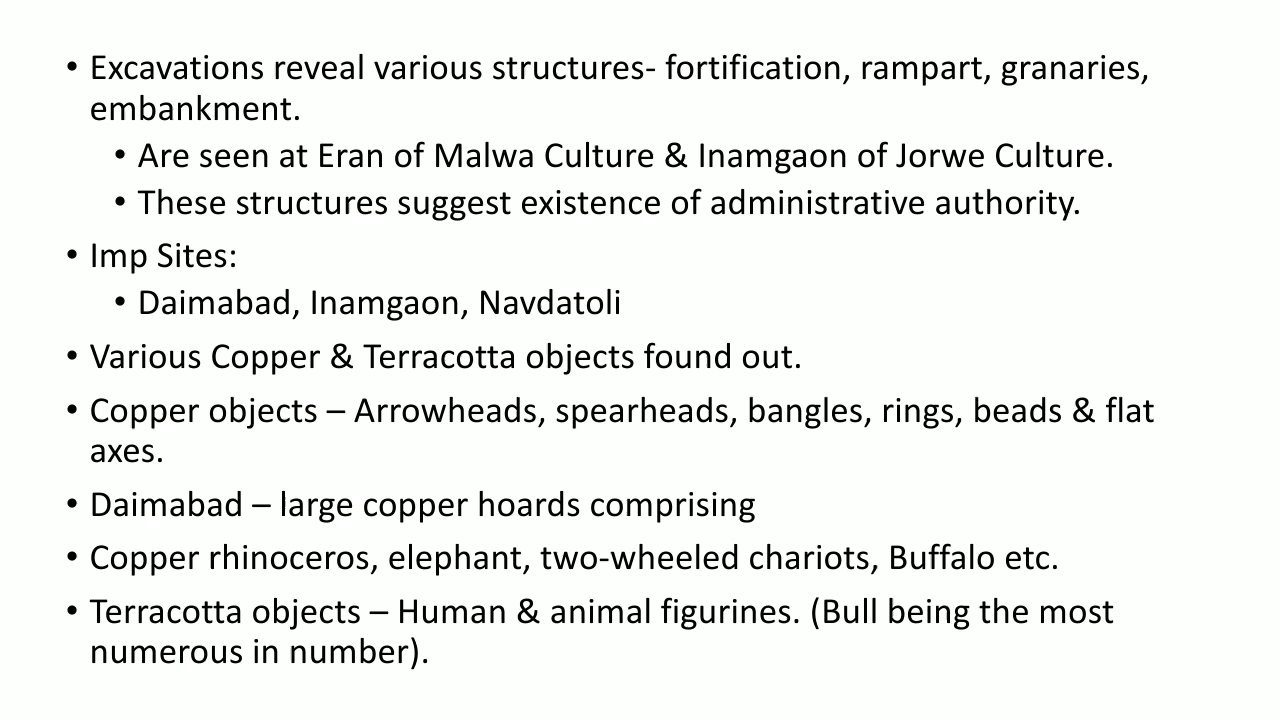 • Excavations reveal various structures- fortification, rampart, granaries,
embankment.
• Are seen at Eran of Malwa Culture & Inamgaon of Jorwe Culture.
• These structures suggest existence of administrative authority.
• Imp Sites:
• Daimabad, Inamgaon, Navdatoli
• Various Copper & Terracotta objects found out.
• Copper objects – Arrowheads, spearheads, bangles, rings, beads & flat
axes.
• Daimabad – large copper hoards comprising
• Copper rhinoceros, elephant, two-wheeled chariots, Buffalo etc.
• Terracotta objects – Human & animal figurines. (Bull being the most
numerous in number).